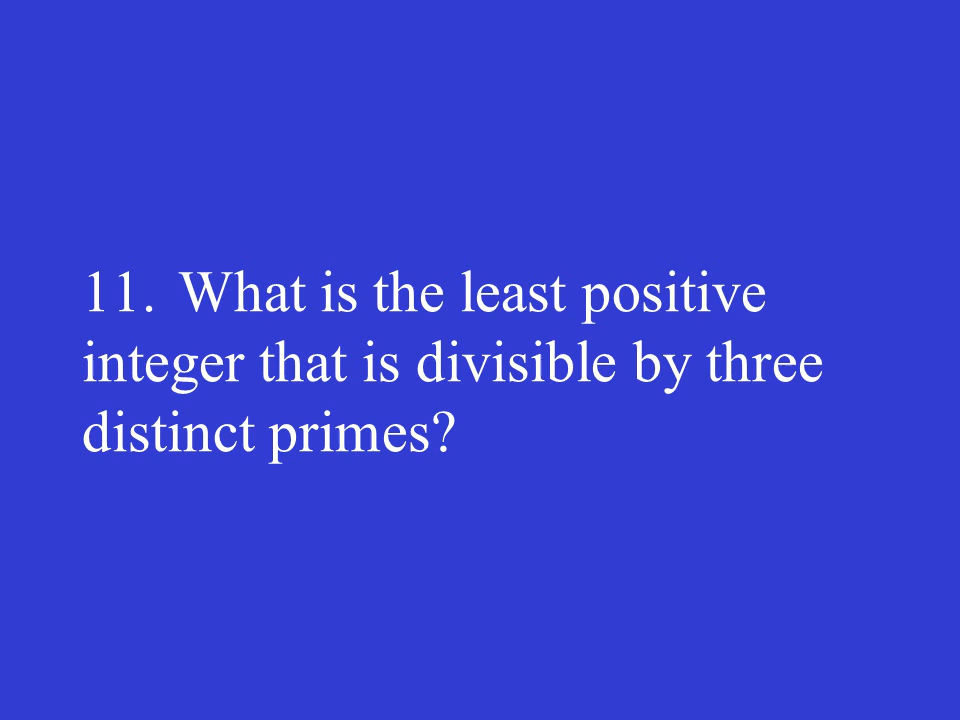 11. What is the least positive
integer that is divisible by three
distinct primes?